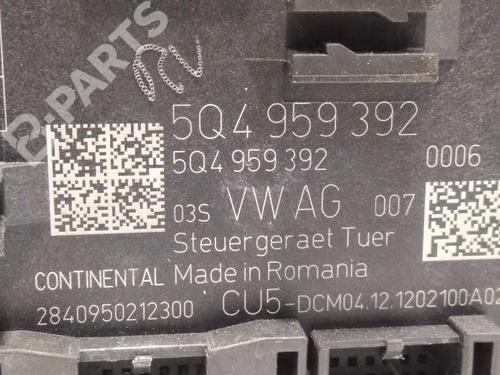 B-PARTS
5Q4 959 392
5Q4 959 392 0006
03S VW AG 007
Steuergeraet Tuer
CONTINENTAL Made in Romania
2840950212300 CU5-DCM04.12.1202100A02